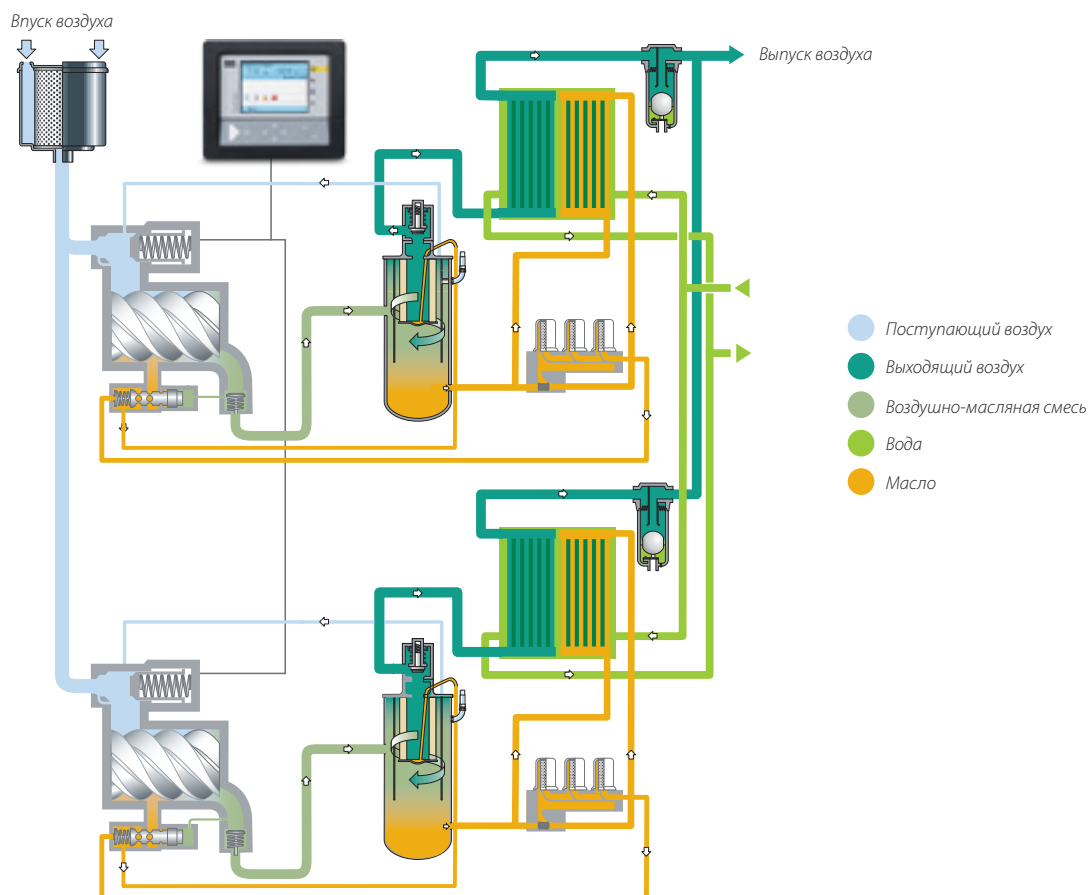 Впуск воздуха
Выпуск воздуха
Поступающий воздух
Выходящий воздух
Воздушно-масляная смесь
Вода
Масло